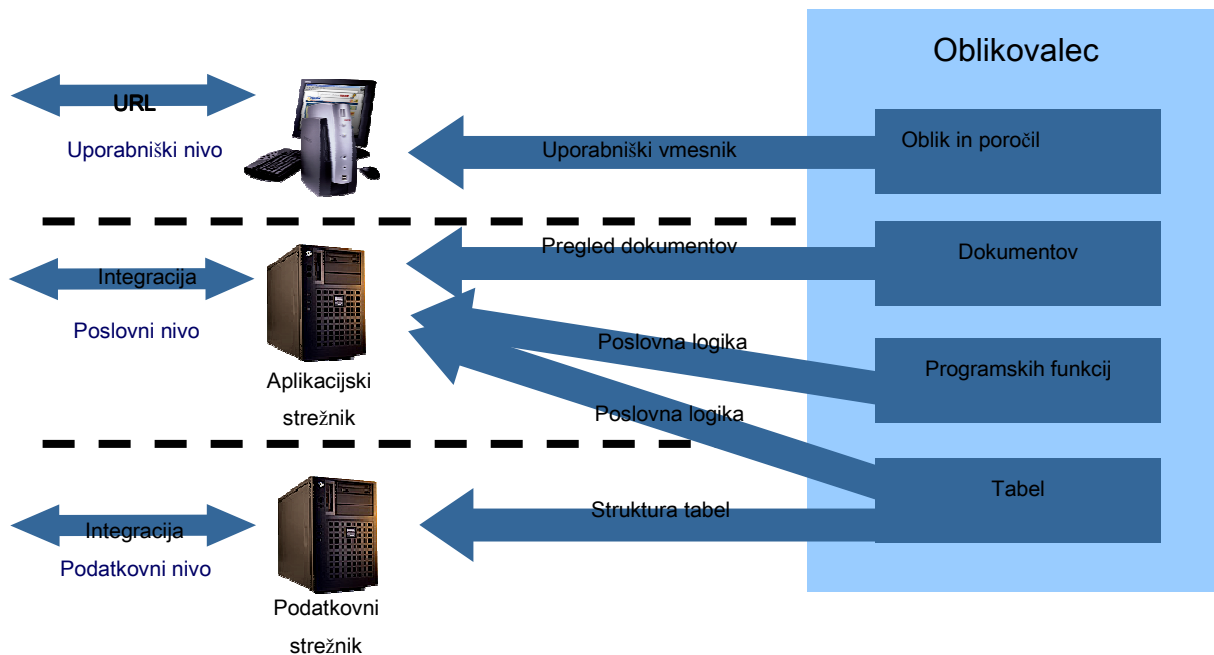 Oblikovalec
URL
Uporabniški nivo
Uporabniški vmesnik
Oblik in poročil
Pregled dokumentov
Dokumentov
Integracija
Poslovni nivo
Aplikacijski
strežnik
Poslovna logika
Programskih funkcij
Poslovna logika
Tabel
Struktura tabel
Integracija
Podatkovni nivo
Podatkovni
strežnik